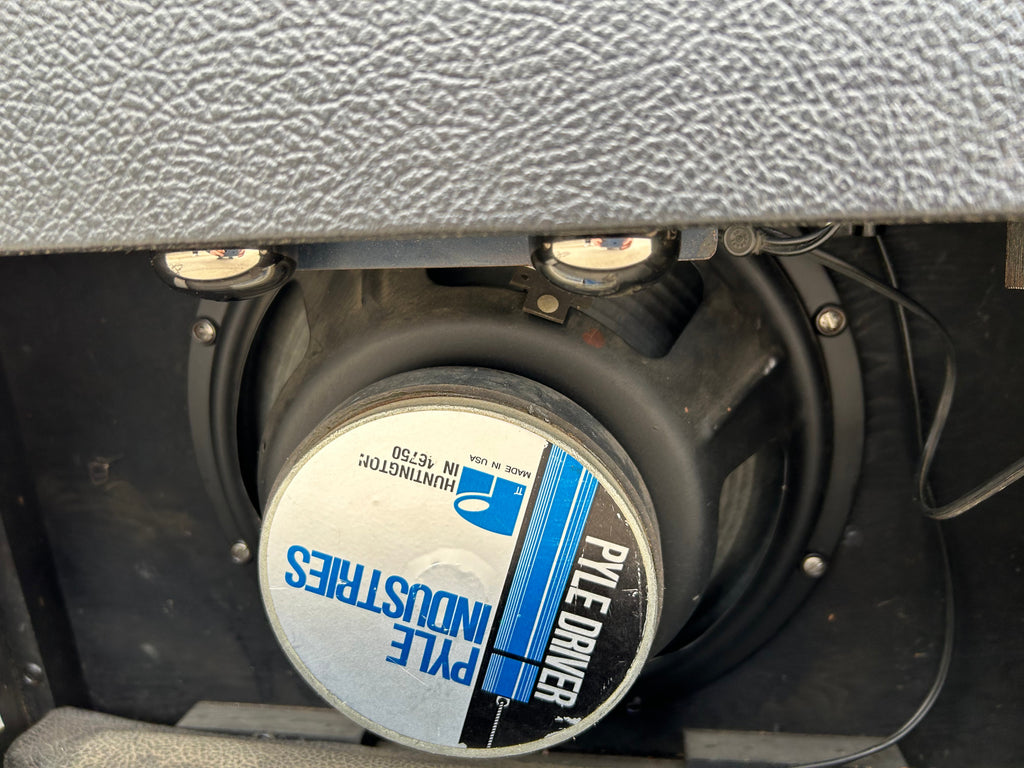 PYLE DRIVER
MADE IN USA
PYLE
INDUSTRIES
HUNTINGTON
IN 46750